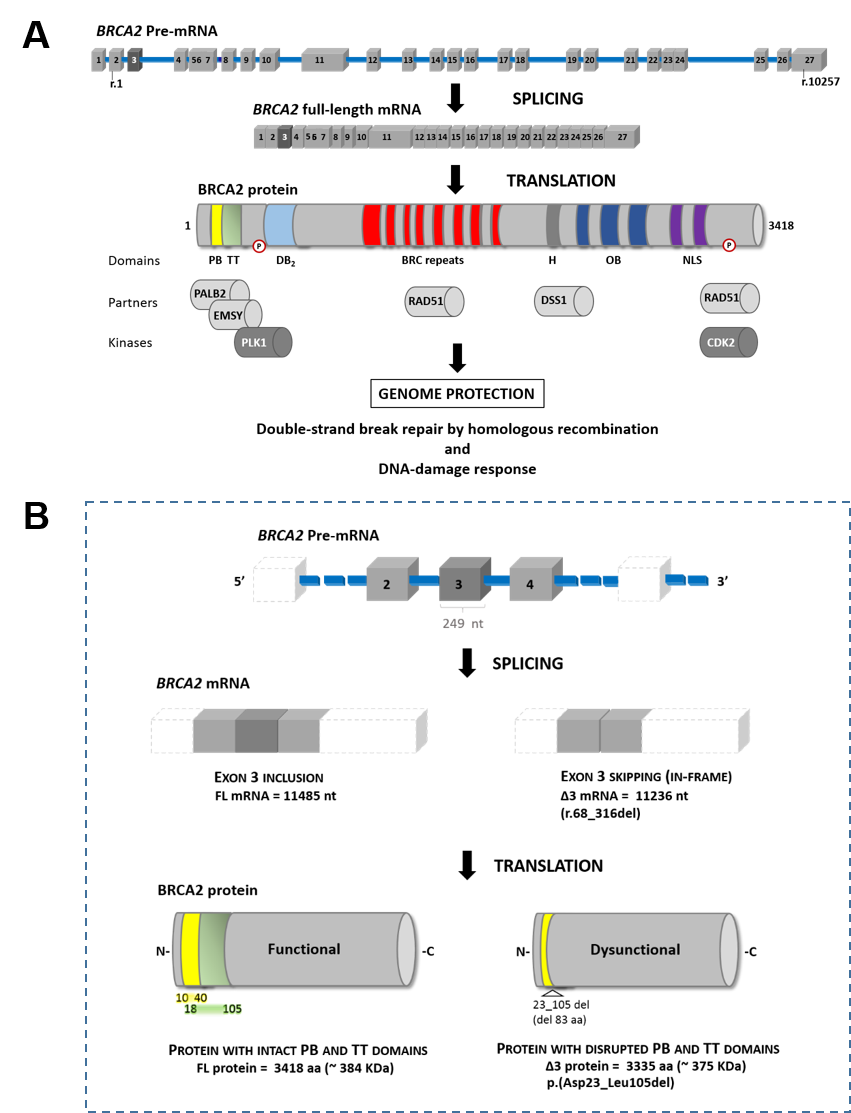 A
BRCA2 Pre-mRNA
1 2 3 4 5 6 7 8 9 10 11 12 13 14 15 16 17 18 19 20 21 22 23 24 25 26 27
r.1
r.10257
SPLICING
BRCA2 full-length mRNA
1 2 3 4 5 6 7 8 9 10 11 12 13 14 15 16 17 18 19 20 21 22 23 24 25 26 27
TRANSLATION
BRCA2 protein
1
3418
P
P
Domains PB TT DB2 BRC repeats H OB NLS
Partners PALB2 EMSY RAD51 DSS1 RAD51
Kinases PLK1 CDK2
GENOME PROTECTION
Double-strand break repair by homologous recombination
and
DNA-damage response
B
BRCA2 Pre-mRNA
5’ 2 3 4 3’
249 nt
SPLICING
BRCA2 mRNA
EXON 3 INCLUSION
FL mRNA = 11485 nt
EXON 3 SKIPPING (IN-FRAME)
Δ3 mRNA = 11236 nt
(r.68_316del)
TRANSLATION
BRCA2 protein
N- Functional -C
N- Dysunctional -C
10 40
18 105
23_105 del
(del 83 aa)
PROTEIN WITH INTACT PB AND TT DOMAINS
FL protein = 3418 aa (~ 384 KDa)
PROTEIN WITH DISRUPTED PB AND TT DOMAINS
Δ3 protein = 3335 aa (~ 375 KDa)
p.(Asp23_Leu105del)